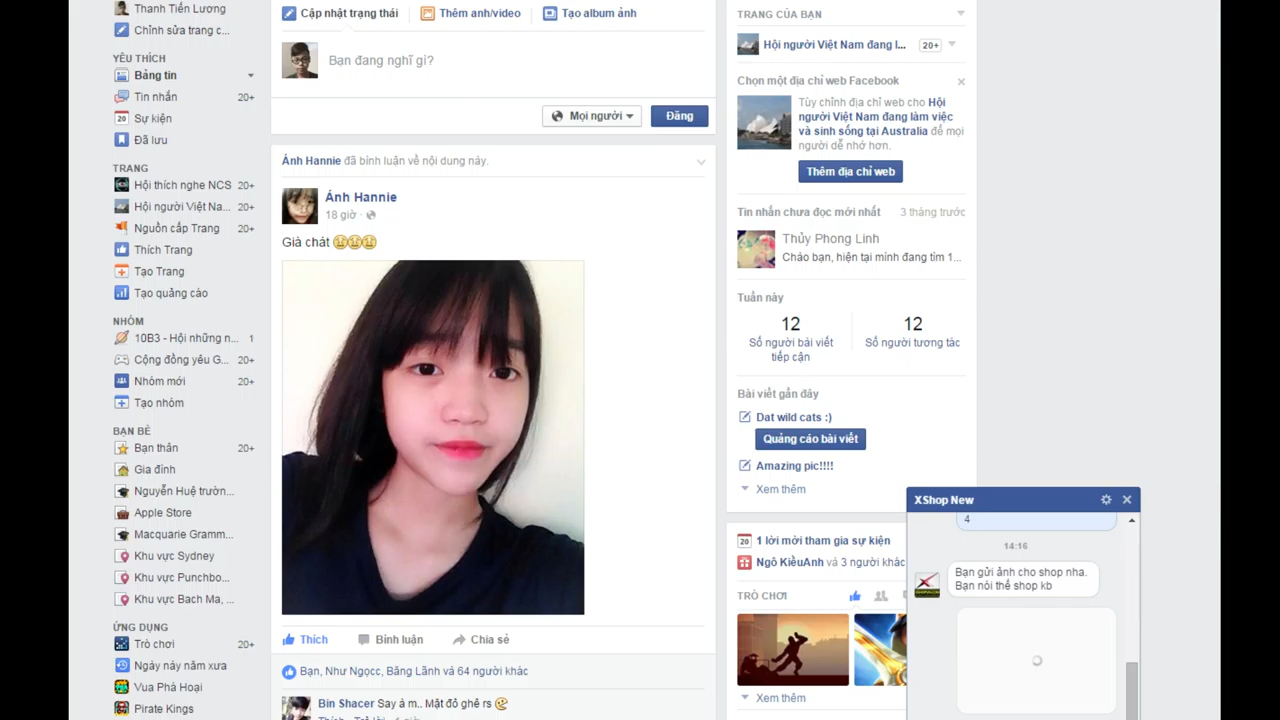 Thanh Tiến Lương
Chỉnh sửa trang c...
YÊU THÍCH
Bảng tin
Tin nhắn 20+
20 Sự kiện
Đã lưu
TRANG
Hội thích nghe NCS 20+
Hội người Việt Na... 20+
Nguồn cấp Trang 20+
Thích Trang
Tạo Trang
Tạo quảng cáo
NHÓM
10B3 - Hội những n... 1
Cộng đồng yêu G... 20+
Nhóm mới 20+
Tạo nhóm
BẠN BÈ
Bạn thân 20+
Gia đình
Nguyễn Huệ trườn...
Apple Store
Macquarie Gramm...
Khu vực Sydney
Khu vực Punchbo...
Khu vực Bach Ma, ...
ỨNG DỤNG
Trò chơi 20+
Ngày này năm xưa
Vua Phá Hoại
Pirate Kings
Cập nhật trạng thái Thêm ảnh/video Tạo album ảnh
Bạn đang nghĩ gì?
Mọi người Đăng
Ánh Hannie đã bình luận về nội dung này.
Ánh Hannie
18 giờ
Già chát
Thích Bình luận Chia sẻ
Bạn, Như Ngọcc, Băng Lãnh và 64 người khác
Bin Shacer Say à m.. Mặt đỏ ghê rs
TRANG CỦA BẠN
Hội người Việt Nam đang l... 20+
Chọn một địa chỉ web Facebook
Tùy chỉnh địa chỉ web cho Hội
người Việt Nam đang làm việc
và sinh sống tại Australia để mọi
người dễ nhớ hơn.
Thêm địa chỉ web
Tin nhắn chưa đọc mới nhất 3 tháng trước
Thủy Phong Linh
Chào bạn, hiện tại mình đang tìm 1...
Tuần này
12 12
Số người bài viết Số người tương tác
tiếp cận
Bài viết gần đây
Dat wild cats :)
Quảng cáo bài viết
Amazing pic!!!!
Xem thêm
20 1 lời mời tham gia sự kiện
Ngô KiềuAnh và 3 người khác
TRÒ CHƠI
Xem thêm
XShop New
4
14:16
Bạn gửi ảnh cho shop nha.
Bạn nói thế shop kb